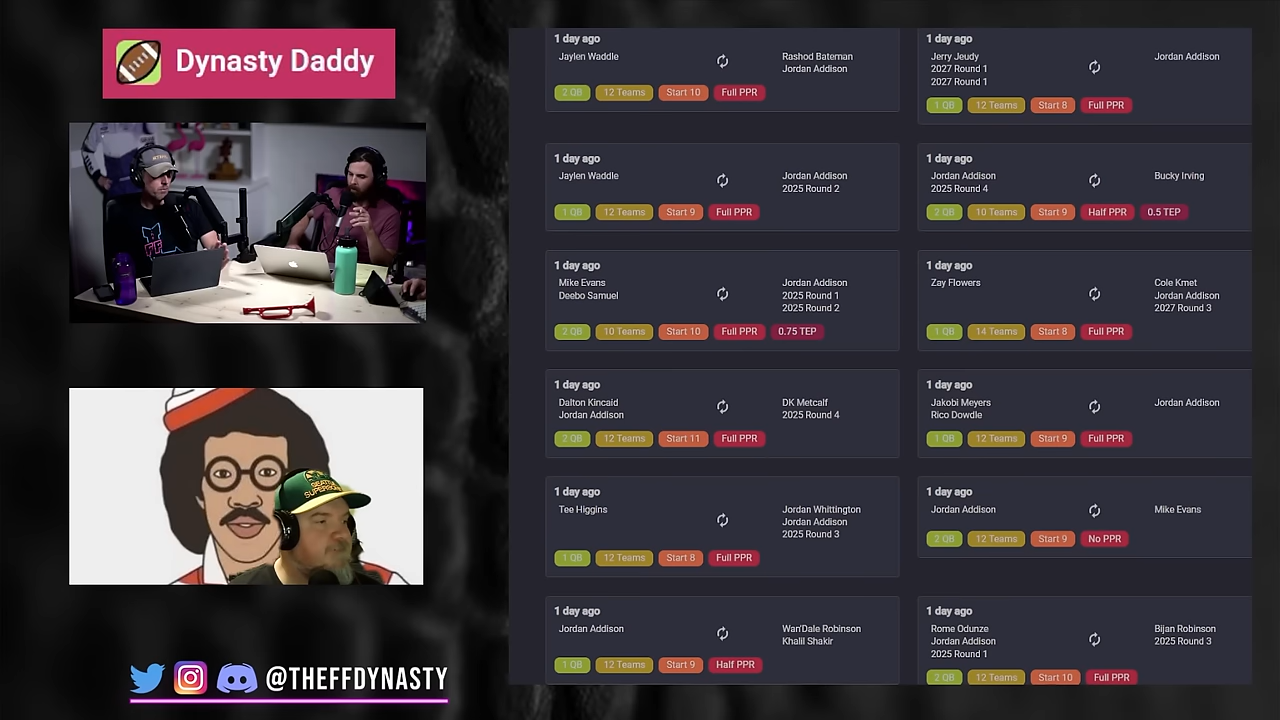 Dynasty Daddy
SEATTLE
SUPERSONICS
@THEFFDYNASTY
1 day ago
Jaylen Waddle
Rashod Bateman
Jordan Addison
2 QB 12 Teams Start 10 Full PPR
1 day ago
Jerry Jeudy
2027 Round 1
2027 Round 1
Jordan Addison
1 QB 12 Teams Start 8 Full PPR
1 day ago
Jaylen Waddle
Jordan Addison
2025 Round 2
1 QB 12 Teams Start 9 Full PPR
1 day ago
Jordan Addison
2025 Round 4
Bucky Irving
2 QB 10 Teams Start 9 Half PPR 0.5 TEP
1 day ago
Mike Evans
Deebo Samuel
Jordan Addison
2025 Round 1
2025 Round 2
2 QB 10 Teams Start 10 Full PPR 0.75 TEP
1 day ago
Zay Flowers
Cole Kmet
Jordan Addison
2027 Round 3
1 QB 14 Teams Start 8 Full PPR
1 day ago
Dalton Kincaid
Jordan Addison
DK Metcalf
2025 Round 4
2 QB 12 Teams Start 11 Full PPR
1 day ago
Jakobi Meyers
Rico Dowdle
Jordan Addison
1 QB 12 Teams Start 9 Full PPR
1 day ago
Tee Higgins
Jordan Whittington
Jordan Addison
2025 Round 3
1 QB 12 Teams Start 8 Full PPR
1 day ago
Jordan Addison
Mike Evans
2 QB 12 Teams Start 9 No PPR
1 day ago
Jordan Addison
Wan'Dale Robinson
Khalil Shakir
1 QB 12 Teams Start 9 Half PPR
1 day ago
Rome Odunze
Jordan Addison
2025 Round 1
Bijan Robinson
2025 Round 3
2 QB 12 Teams Start 10 Full PPR